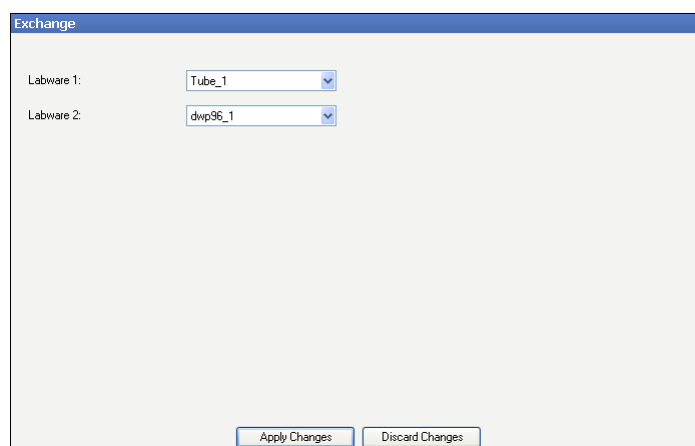 Exchange
Labware 1: Tube_1
Labware 2: dwp96_1
Apply Changes Discard Changes